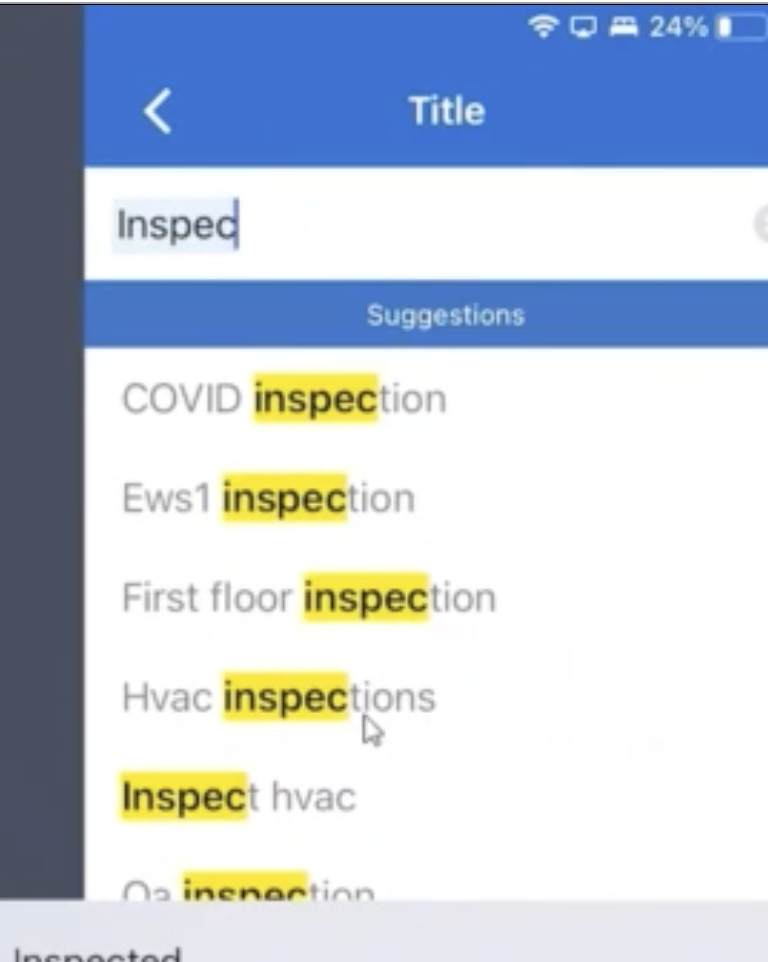 24%
Title
Inspec
Suggestions
COVID inspection
Ews1 inspection
First floor inspection
Hvac inspections
Inspect hvac
Qa inspection
Inspected